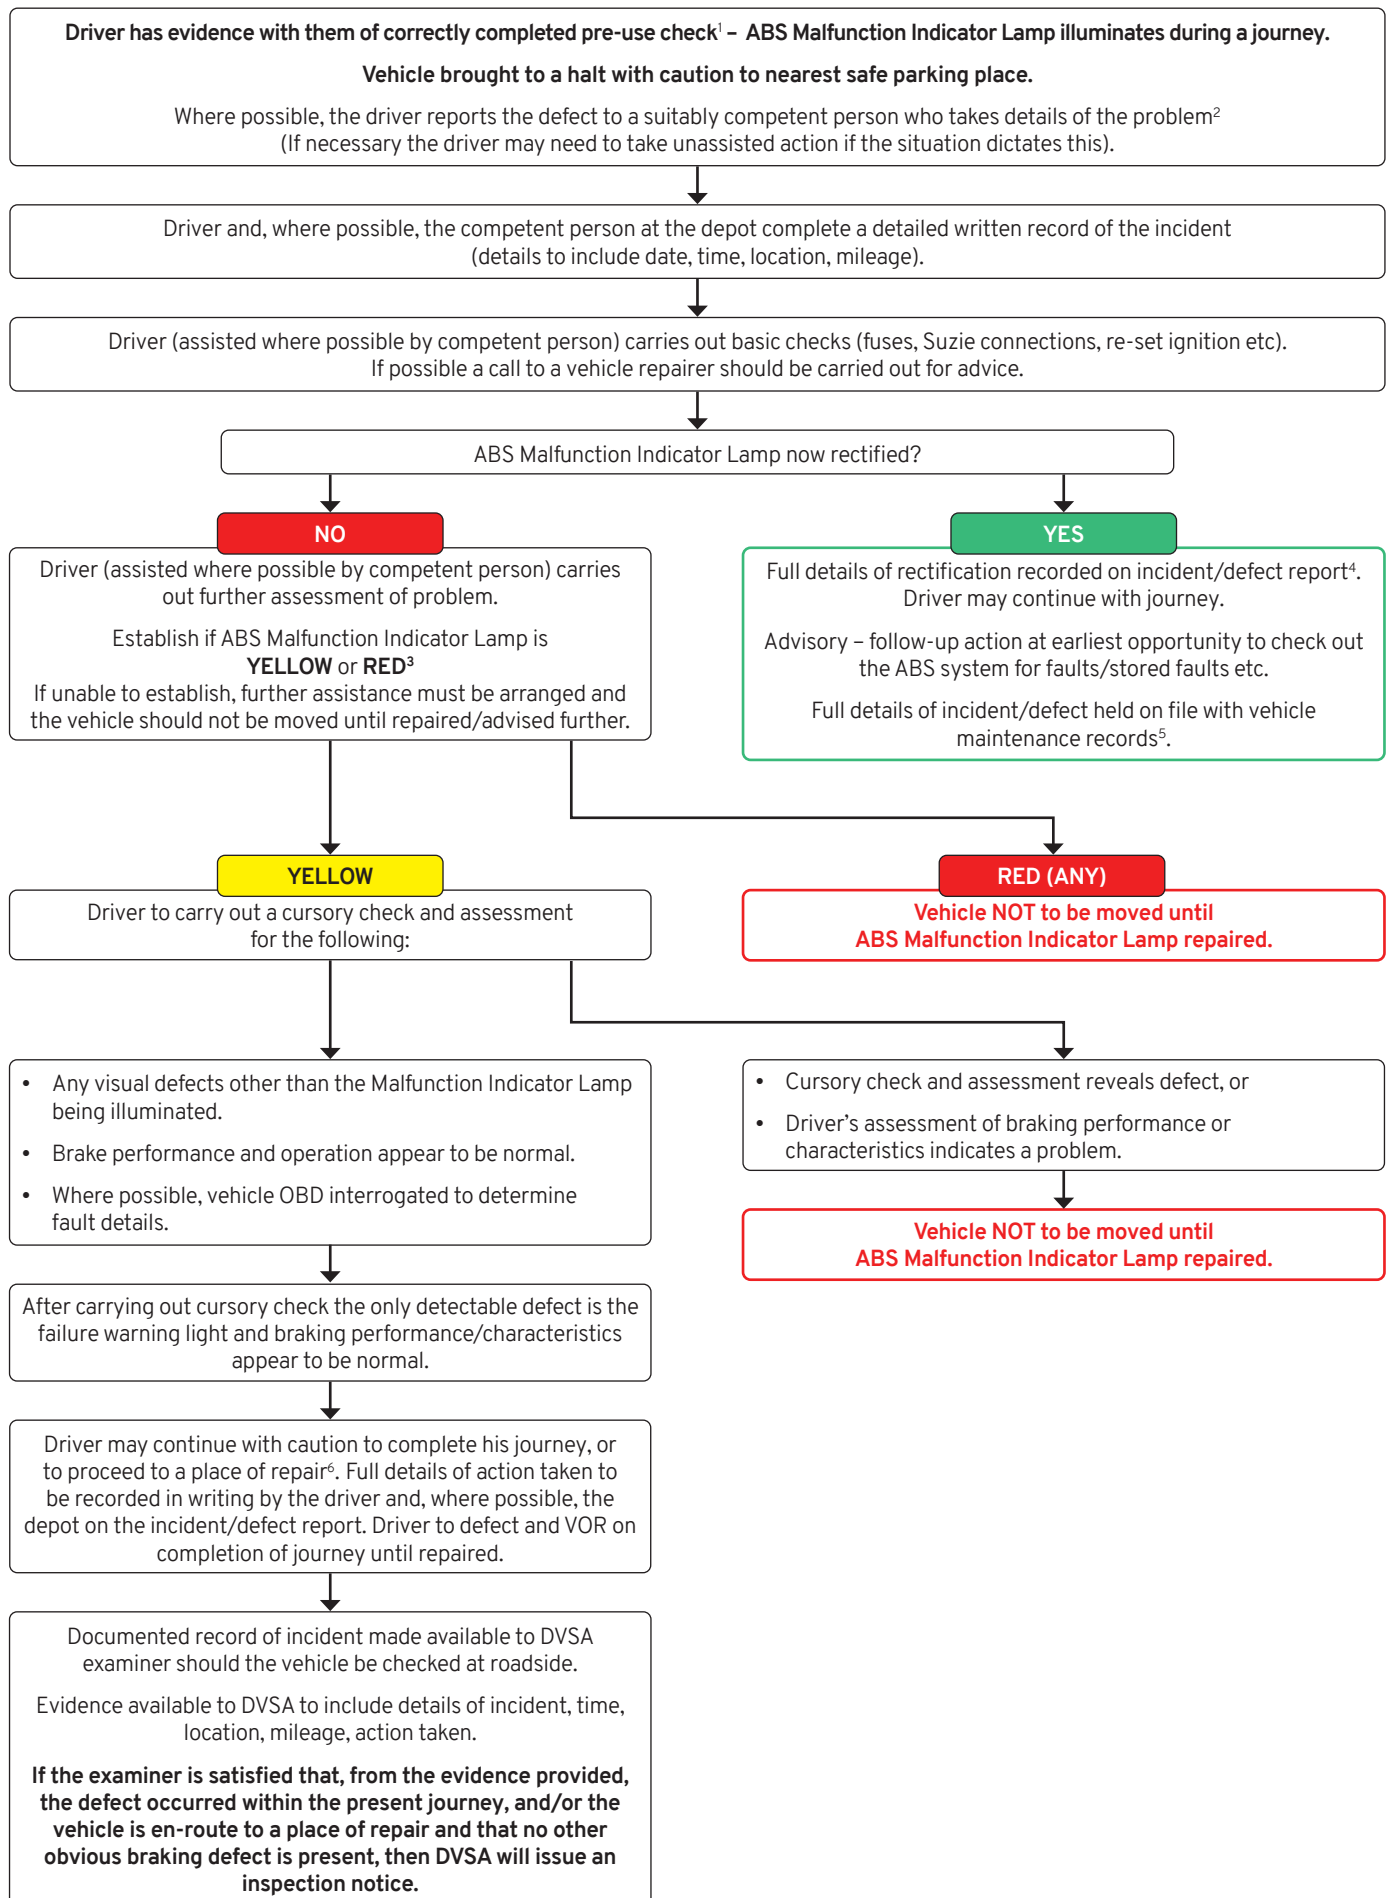 Driver has evidence with them of correctly completed pre-use check¹ – ABS Malfunction Indicator Lamp illuminates during a journey.
Vehicle brought to a halt with caution to nearest safe parking place.
Where possible, the driver reports the defect to a suitably competent person who takes details of the problem²
(If necessary the driver may need to take unassisted action if the situation dictates this).
Driver and, where possible, the competent person at the depot complete a detailed written record of the incident
(details to include date, time, location, mileage).
Driver (assisted where possible by competent person) carries out basic checks (fuses, Suzie connections, re-set ignition etc).
If possible a call to a vehicle repairer should be carried out for advice.
ABS Malfunction Indicator Lamp now rectified?
NO
Driver (assisted where possible by competent person) carries
out further assessment of problem.
Establish if ABS Malfunction Indicator Lamp is
YELLOW or RED³
If unable to establish, further assistance must be arranged and
the vehicle should not be moved until repaired/advised further.
YES
Full details of rectification recorded on incident/defect report⁴.
Driver may continue with journey.
Advisory – follow-up action at earliest opportunity to check out
the ABS system for faults/stored faults etc.
Full details of incident/defect held on file with vehicle
maintenance records⁵.
YELLOW
Driver to carry out a cursory check and assessment
for the following:
RED (ANY)
Vehicle NOT to be moved until
ABS Malfunction Indicator Lamp repaired.
• Any visual defects other than the Malfunction Indicator Lamp
being illuminated.
• Brake performance and operation appear to be normal.
• Where possible, vehicle OBD interrogated to determine
fault details.
• Cursory check and assessment reveals defect, or
• Driver’s assessment of braking performance or
characteristics indicates a problem.
Vehicle NOT to be moved until
ABS Malfunction Indicator Lamp repaired.
After carrying out cursory check the only detectable defect is the
failure warning light and braking performance/characteristics
appear to be normal.
Driver may continue with caution to complete his journey, or
to proceed to a place of repair⁶. Full details of action taken to
be recorded in writing by the driver and, where possible, the
depot on the incident/defect report. Driver to defect and VOR on
completion of journey until repaired.
Documented record of incident made available to DVSA
examiner should the vehicle be checked at roadside.
Evidence available to DVSA to include details of incident, time,
location, mileage, action taken.
If the examiner is satisfied that, from the evidence provided,
the defect occurred within the present journey, and/or the
vehicle is en-route to a place of repair and that no other
obvious braking defect is present, then DVSA will issue an
inspection notice.